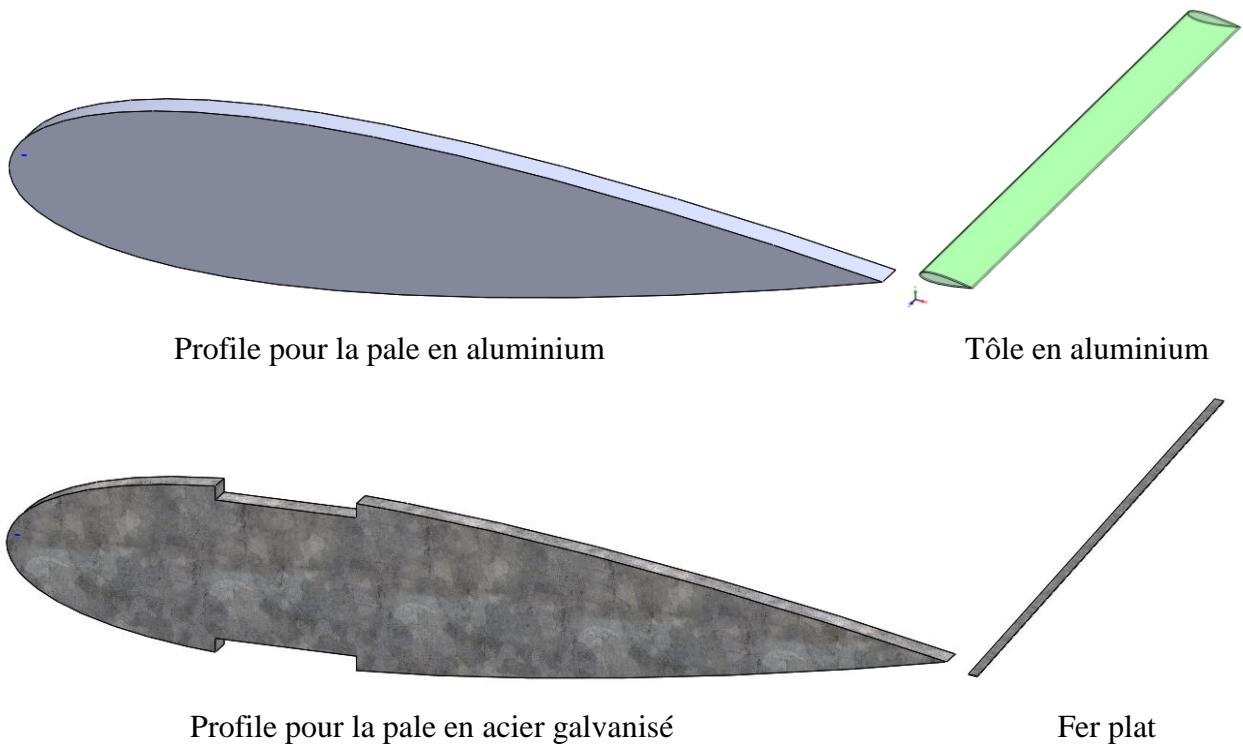 Profile pour la pale en aluminium
Tôle en aluminium
Profile pour la pale en acier galvanisé
Fer plat